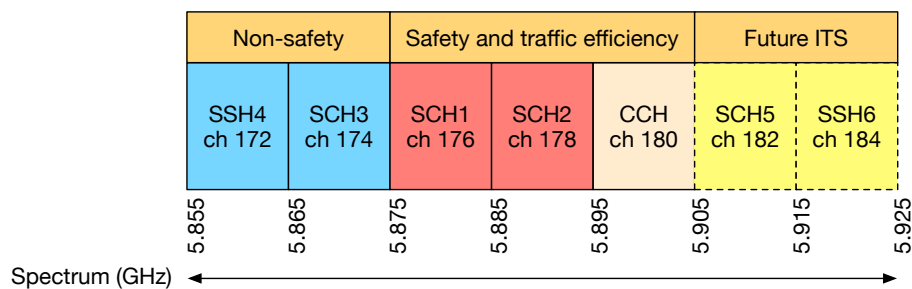 Non-safety
Safety and traffic efficiency
Future ITS
SSH4
ch 172
SCH3
ch 174
SCH1
ch 176
SCH2
ch 178
CCH
ch 180
SCH5
ch 182
SSH6
ch 184
5.855
5.865
5.875
5.885
5.895
5.905
5.915
5.925
Spectrum (GHz)